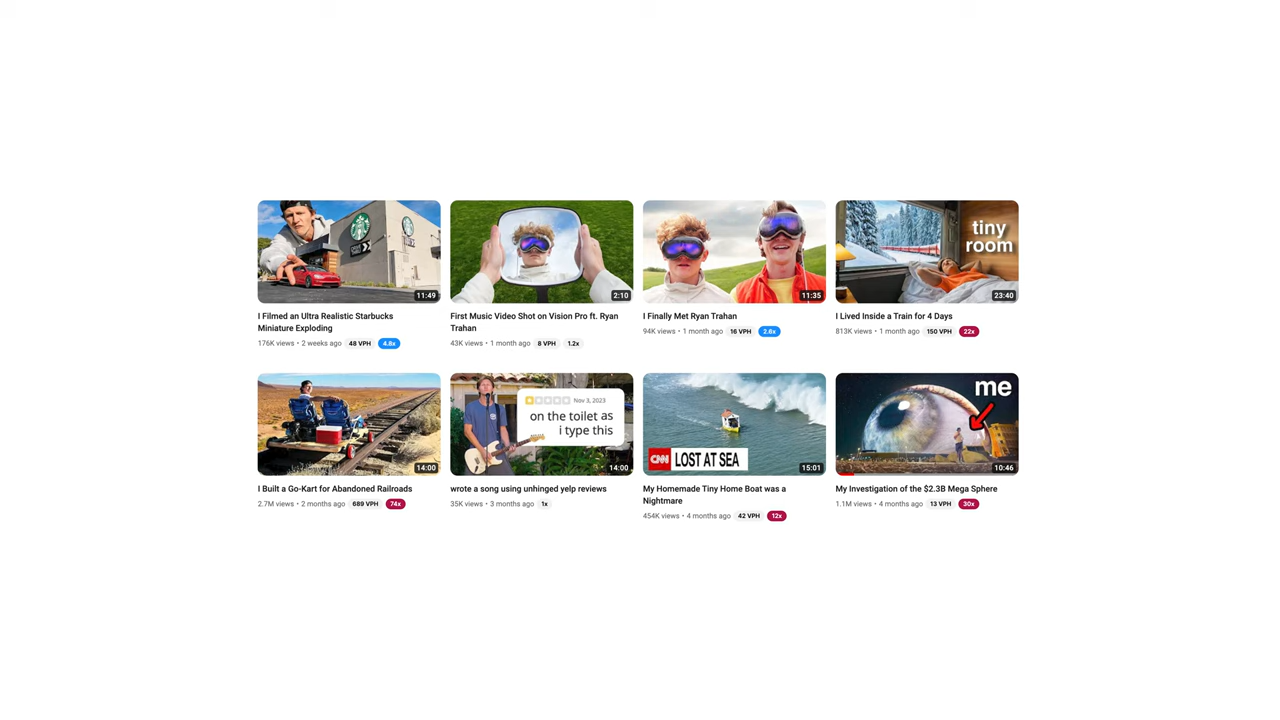 tiny
room
11:49
2:10
11:35
23:40
I Filmed an Ultra Realistic Starbucks
Miniature Exploding
176K views • 2 weeks ago 48 VPH 4.8x
First Music Video Shot on Vision Pro ft. Ryan
Trahan
43K views • 1 month ago 8 VPH 1.2x
I Finally Met Ryan Trahan
94K views • 1 month ago 16 VPH 2.6x
I Lived Inside a Train for 4 Days
813K views • 1 month ago 150 VPH 22x
14:00
Nov 3, 2023
on the toilet as
i type this
14:00
CNN LOST AT SEA
15:01
me
10:46
I Built a Go-Kart for Abandoned Railroads
2.7M views • 2 months ago 689 VPH 74x
wrote a song using unhinged yelp reviews
35K views • 3 months ago 1x
My Homemade Tiny Home Boat was a
Nightmare
454K views • 4 months ago 42 VPH 12x
My Investigation of the $2.3B Mega Sphere
1.1M views • 4 months ago 13 VPH 30x